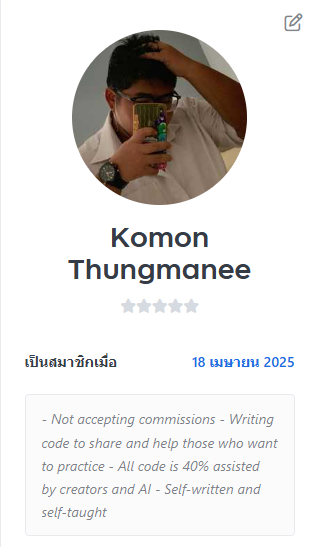 Komon
Thungmanee
เป็นสมาชิกเมื่อ
18 เมษายน 2025
- Not accepting commissions - Writing
code to share and help those who want
to practice - All code is 40% assisted
by creators and AI - Self-written and
self-taught